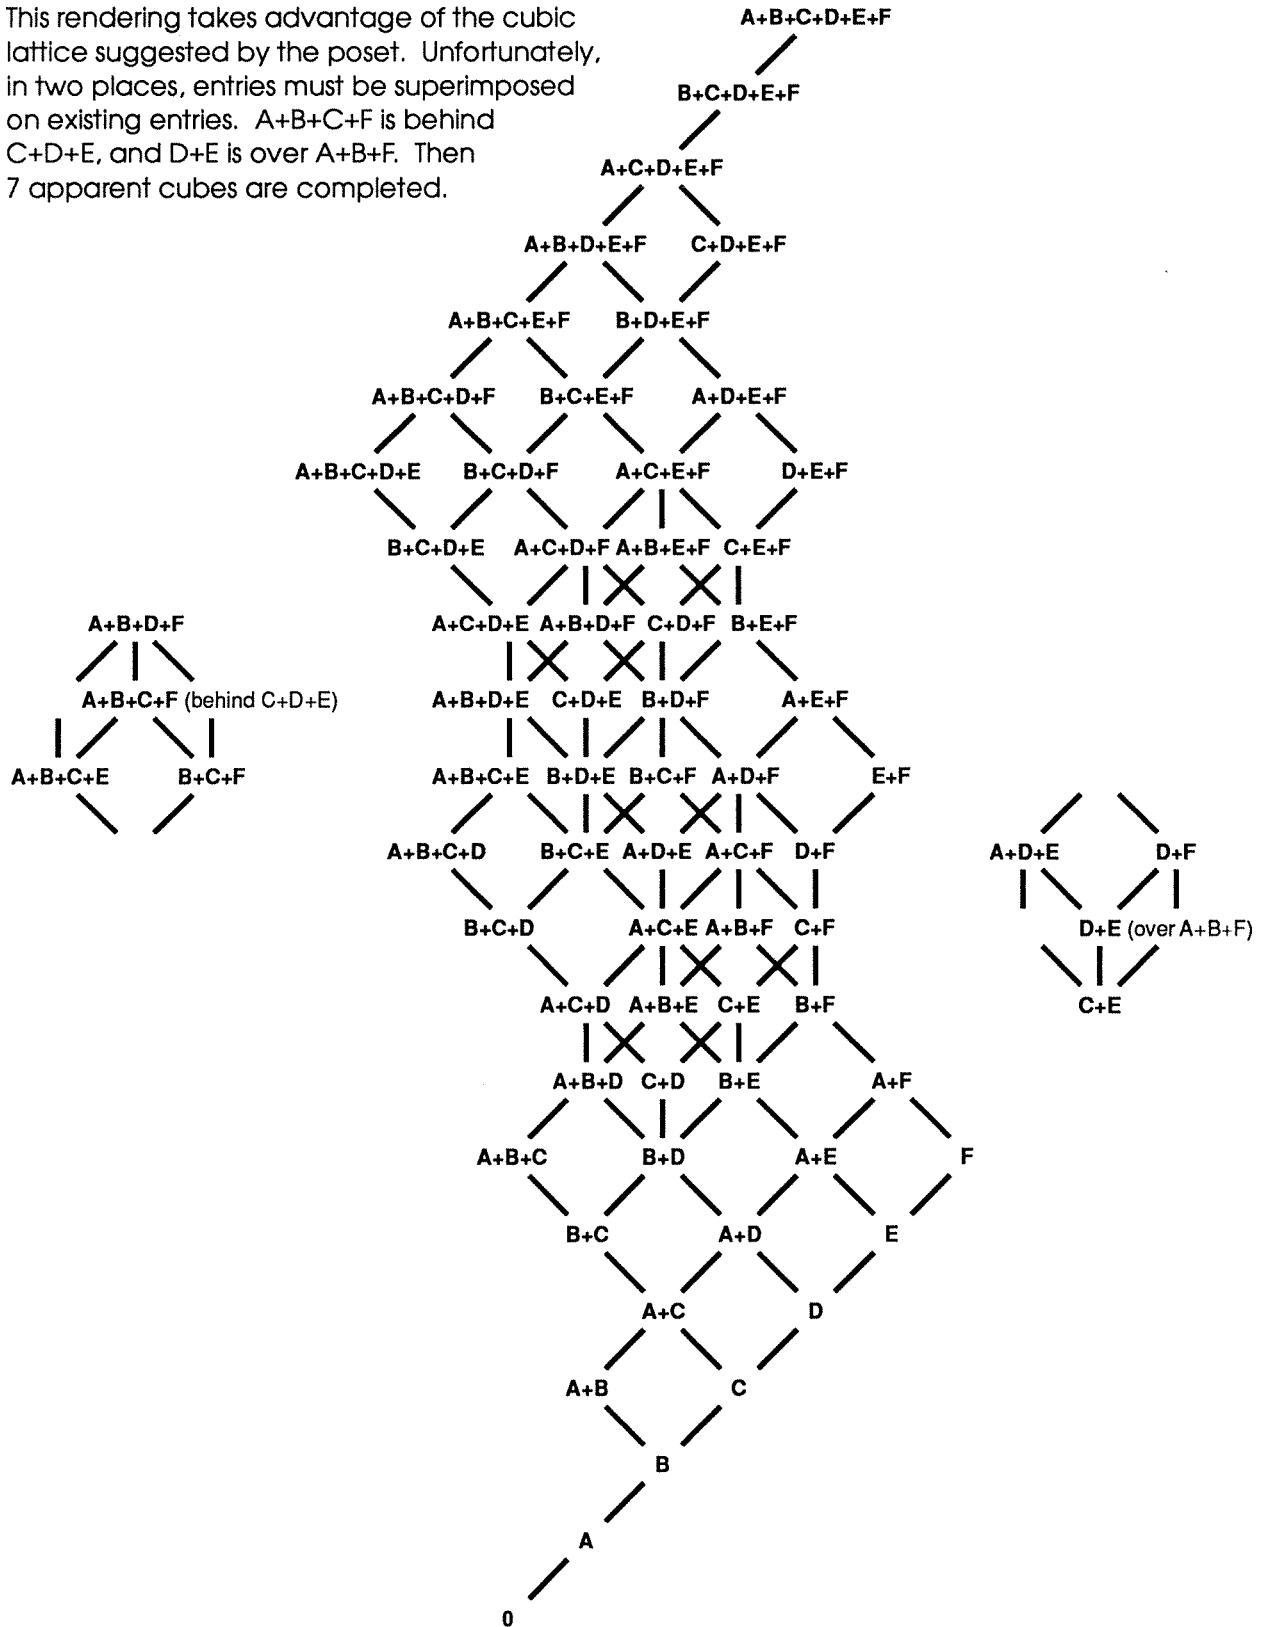 This rendering takes advantage of the cubic
lattice suggested by the poset. Unfortunately,
in two places, entries must be superimposed
on existing entries. A+B+C+F is behind
C+D+E, and D+E is over A+B+F. Then
7 apparent cubes are completed.
A+B+C+D+E+F
B+C+D+E+F
A+C+D+E+F
A+B+D+E+F C+D+E+F
A+B+C+E+F B+D+E+F
A+B+C+D+F B+C+E+F A+D+E+F
A+B+C+D+E B+C+D+F A+C+E+F D+E+F
B+C+D+E A+C+D+F A+B+E+F C+E+F
A+B+D+F A+C+D+E A+B+D+F C+D+F B+E+F
A+B+C+F (behind C+D+E) A+B+D+E C+D+E B+D+F A+E+F
A+B+C+E B+C+F A+B+C+E B+D+E B+C+F A+D+F E+F
A+B+C+D B+C+E A+D+E A+C+F D+F A+D+E D+F
B+C+D A+C+E A+B+F C+F D+E (over A+B+F)
A+C+D A+B+E C+E B+F C+E
A+B+D C+D B+E A+F
A+B+C B+D A+E F
B+C A+D E
A+C D
A+B C
B
A
0